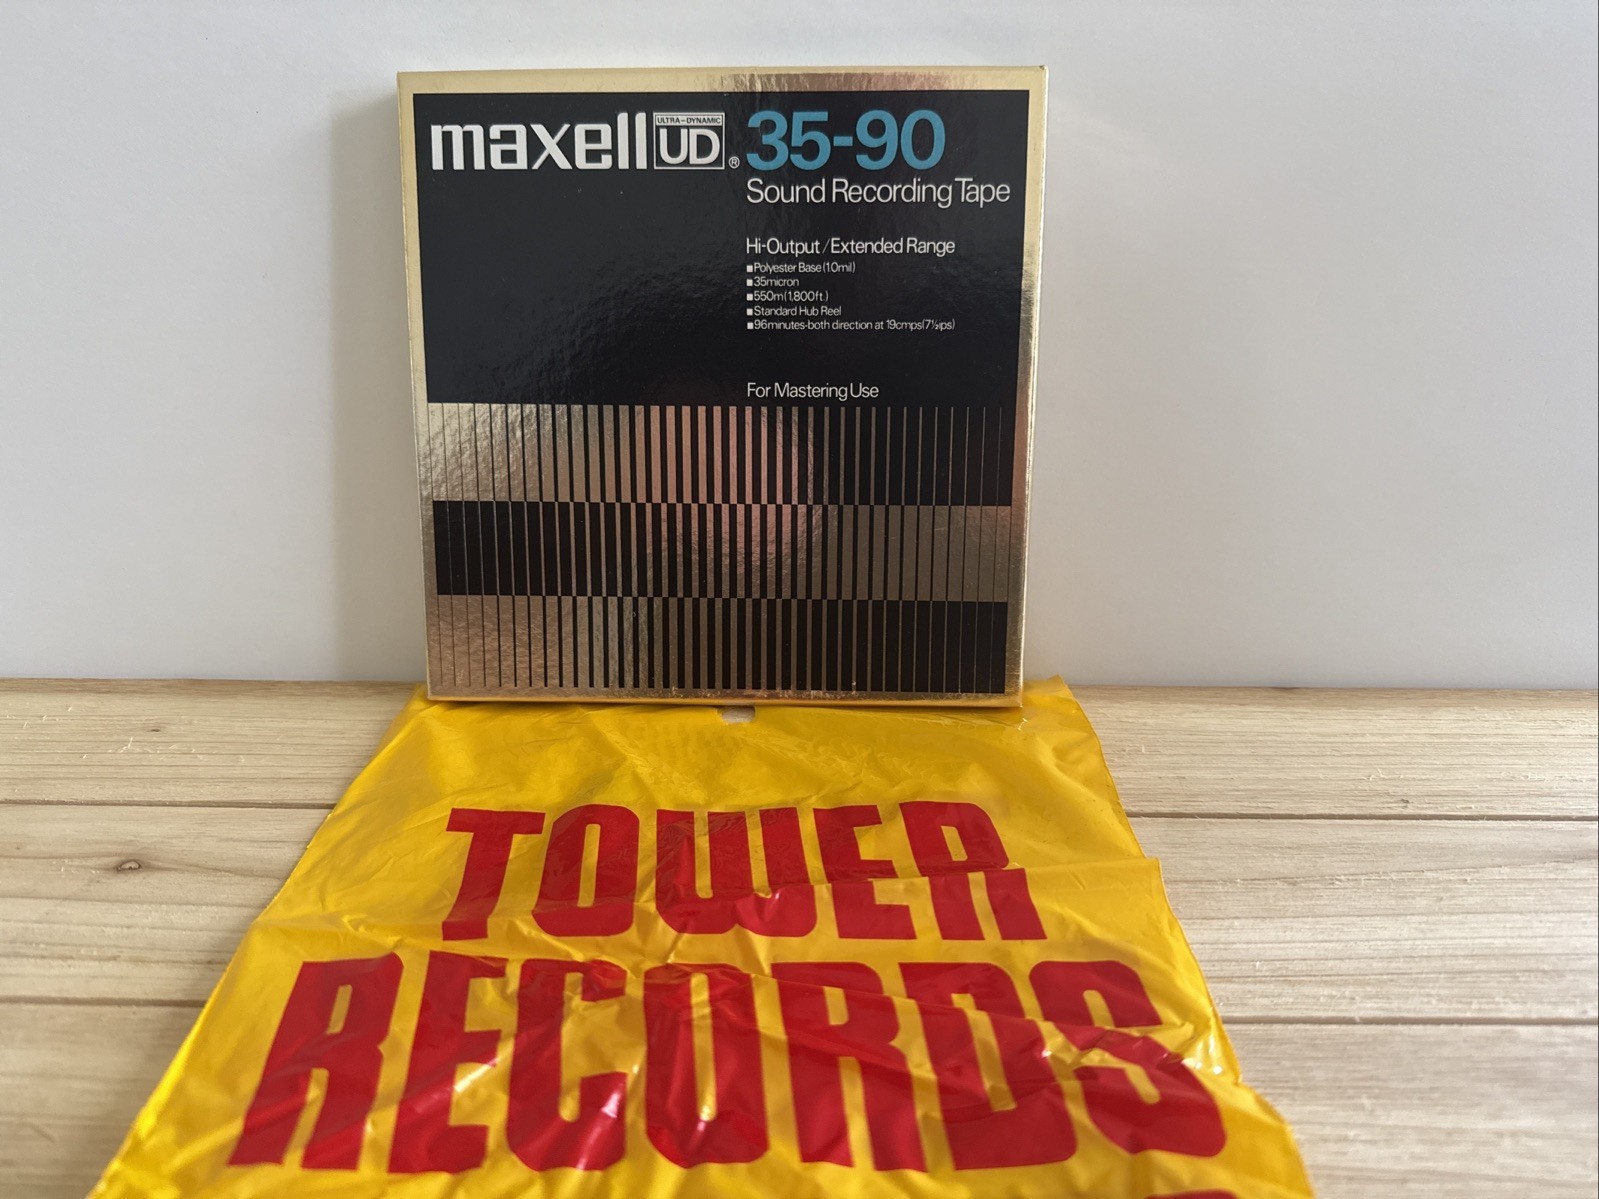 maxell ULTRA-DYNAMIC UD ® 35-90
Sound Recording Tape
Hi-Output/Extended Range
■Polyester Base (1.0mil)
■35micron
■550m (1,800ft.)
■Standard Hub Reel
■96minutes-both direction at 19cmps(7½ips)
For Mastering Use
TOWER
RECORDS